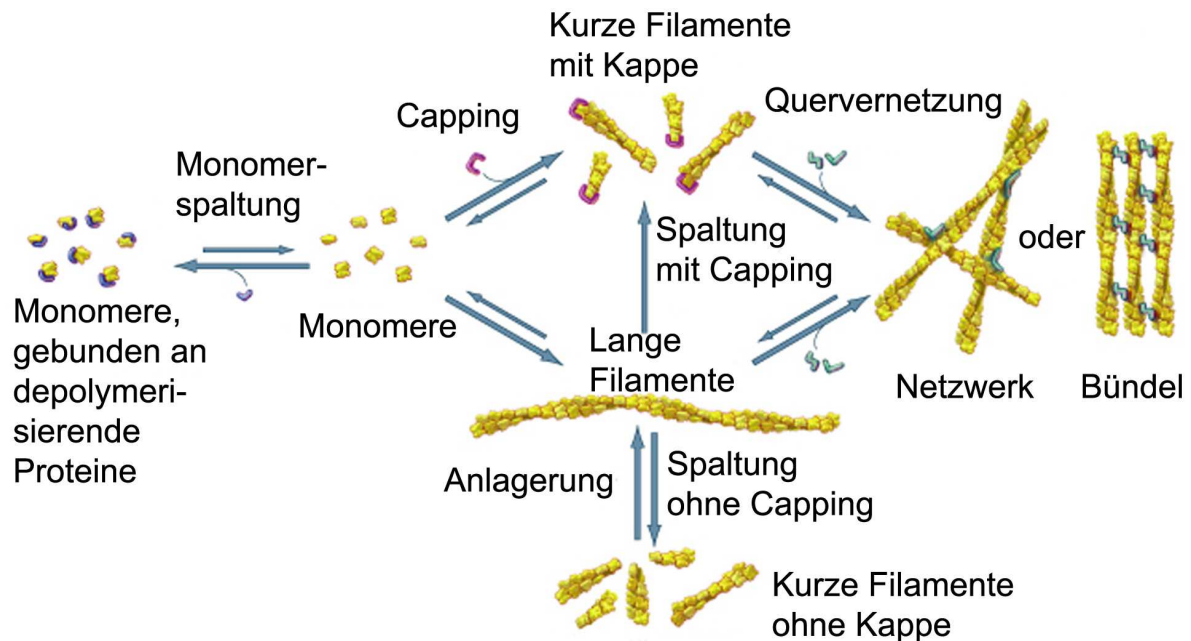 Kurze Filamente
mit Kappe
Capping
Quervernetzung
Monomer-
spaltung
Spaltung
mit Capping
oder
Monomere,
gebunden an
depolymeri-
sierende
Proteine
Monomere
Lange
Filamente
Netzwerk
Bündel
Anlagerung
Spaltung
ohne Capping
Kurze Filamente
ohne Kappe